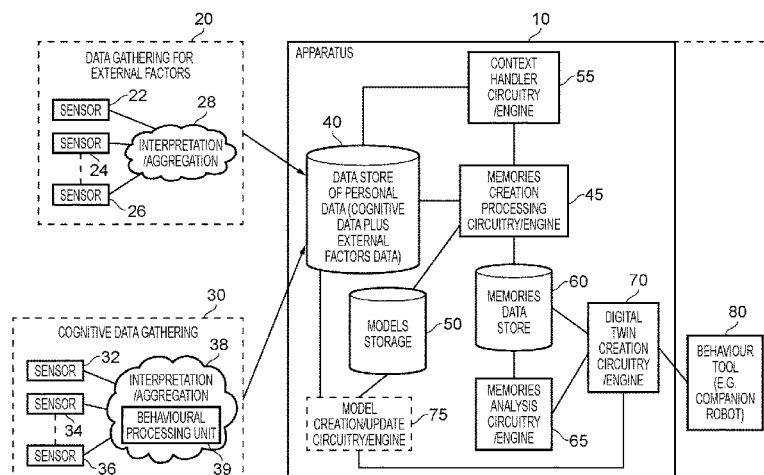 20
DATA GATHERING FOR
EXTERNAL FACTORS
SENSOR
22
SENSOR
24
SENSOR
26
28
INTERPRETATION
/AGGREGATION
30
COGNITIVE DATA GATHERING
SENSOR
32
SENSOR
34
SENSOR
36
38
INTERPRETATION
/AGGREGATION
BEHAVIOURAL
PROCESSING UNIT
39
10
APPARATUS
40
DATA STORE
OF PERSONAL
DATA (COGNITIVE
DATA PLUS
EXTERNAL
FACTORS DATA)
CONTEXT
HANDLER
CIRCUITRY
/ENGINE
55
MEMORIES
CREATION
PROCESSING
CIRCUITRY/ENGINE
45
MODELS
STORAGE
50
60
MEMORIES
DATA
STORE
70
DIGITAL
TWIN
CREATION
CIRCUITRY
/ENGINE
MODEL
CREATION/UPDATE
CIRCUITRY/ENGINE
75
MEMORIES
ANALYSIS
CIRCUITRY
/ENGINE
65
80
BEHAVIOUR
TOOL
(E.G.
COMPANION
ROBOT)